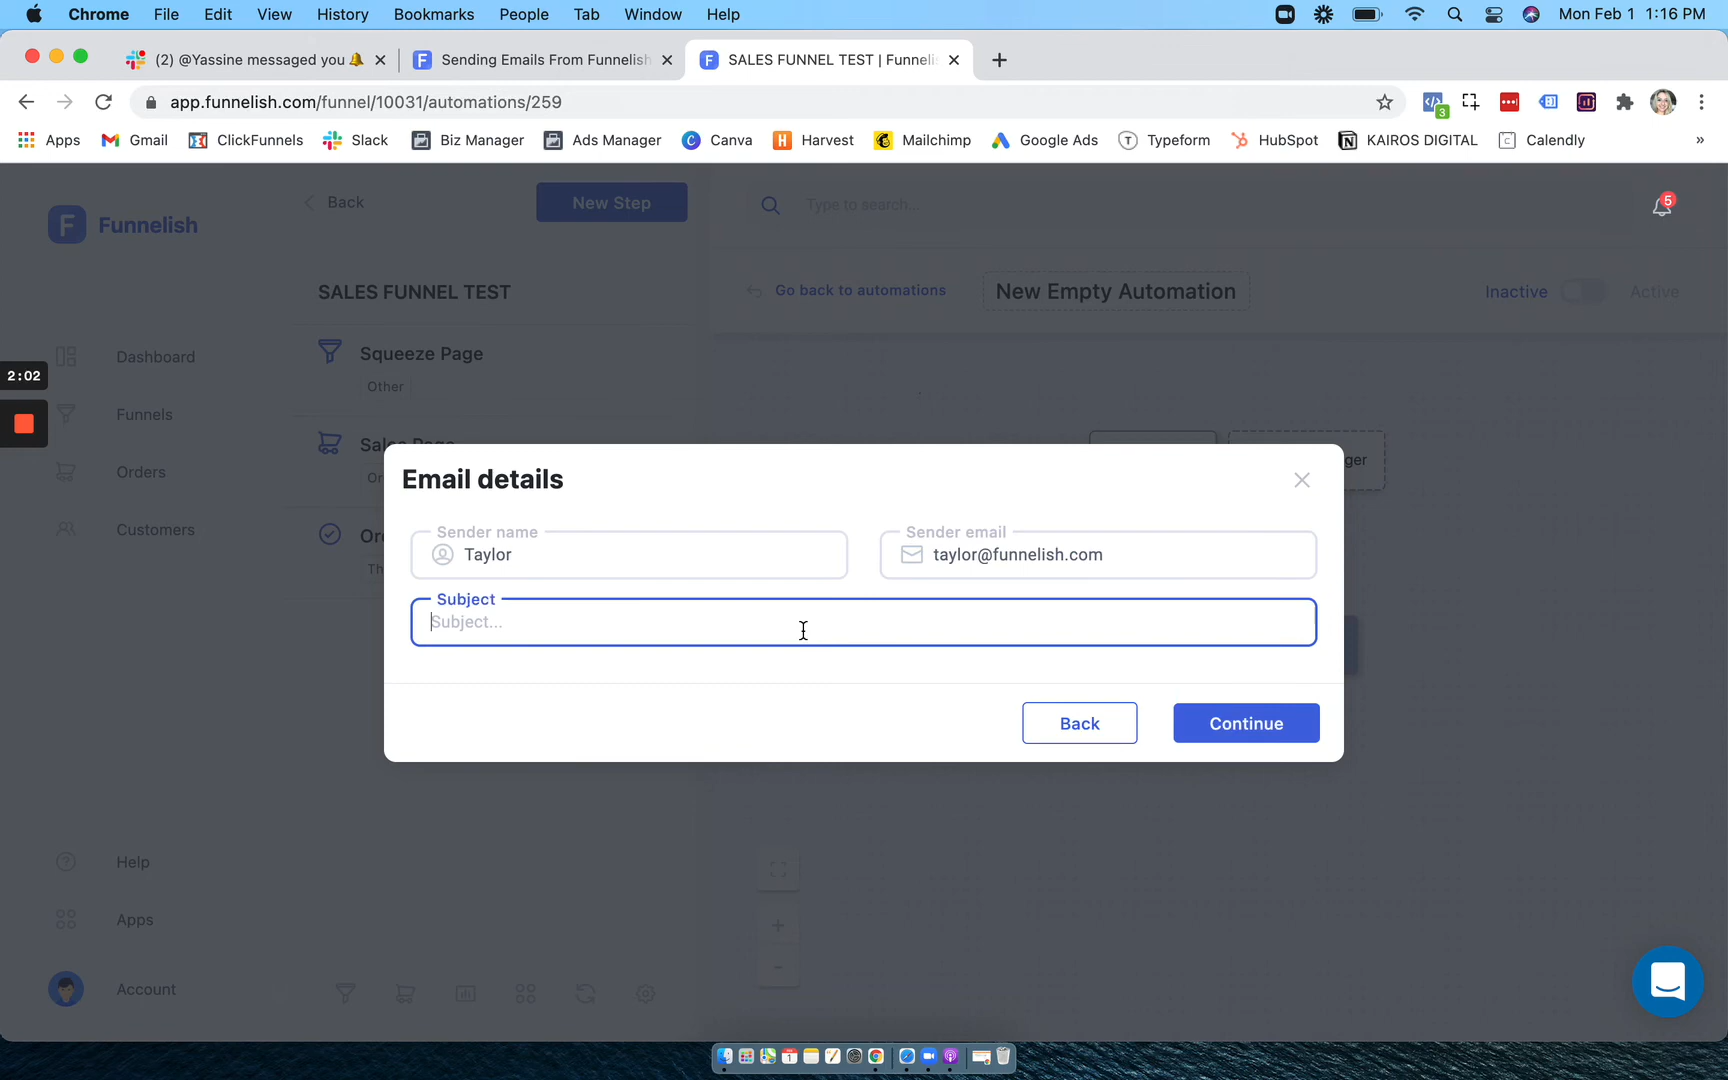 Chrome File Edit View History Bookmarks People Tab Window Help Mon Feb 1 1:16 PM
(2) @Yassine messaged you Sending Emails From Funnelish SALES FUNNEL TEST | Funneli
app.funnelish.com/funnel/10031/automations/259 3
Apps Gmail ClickFunnels Slack Biz Manager Ads Manager Canva Harvest Mailchimp Google Ads Typeform HubSpot KAIROS DIGITAL Calendly »
F Funnelish
Back New Step
Type to search...
5
SALES FUNNEL TEST
Go back to automations New Empty Automation Inactive Active
Squeeze Page
Other
2:02
Dashboard
Funnels
Orders
Customers
Sales Page
ger
Email details
Sender name
Taylor
Sender email
taylor@funnelish.com
Subject
Subject...
Back Continue
Help
Apps
Account